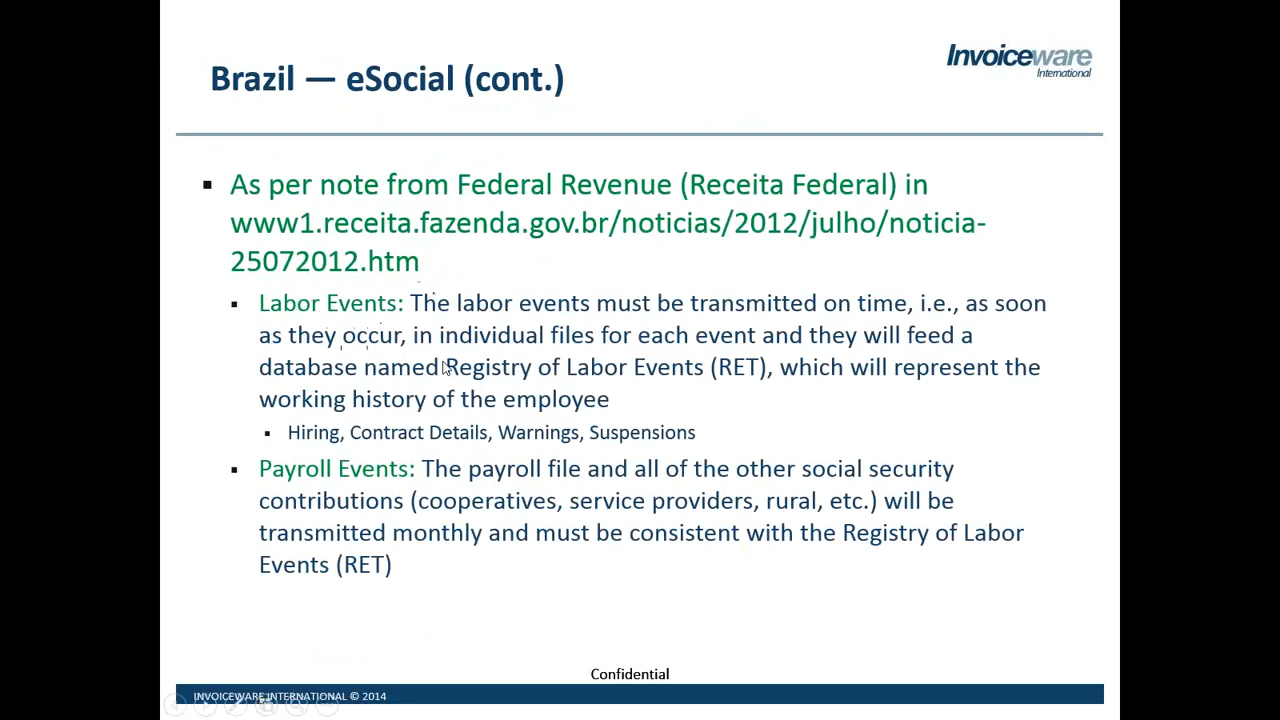 Brazil — eSocial (cont.)
Invoiceware
International
As per note from Federal Revenue (Receita Federal) in
www1.receita.fazenda.gov.br/noticias/2012/julho/noticia-
25072012.htm
Labor Events: The labor events must be transmitted on time, i.e., as soon
as they occur, in individual files for each event and they will feed a
database named Registry of Labor Events (RET), which will represent the
working history of the employee
Hiring, Contract Details, Warnings, Suspensions
Payroll Events: The payroll file and all of the other social security
contributions (cooperatives, service providers, rural, etc.) will be
transmitted monthly and must be consistent with the Registry of Labor
Events (RET)
Confidential
INVOICEWARE INTERNATIONAL © 2014